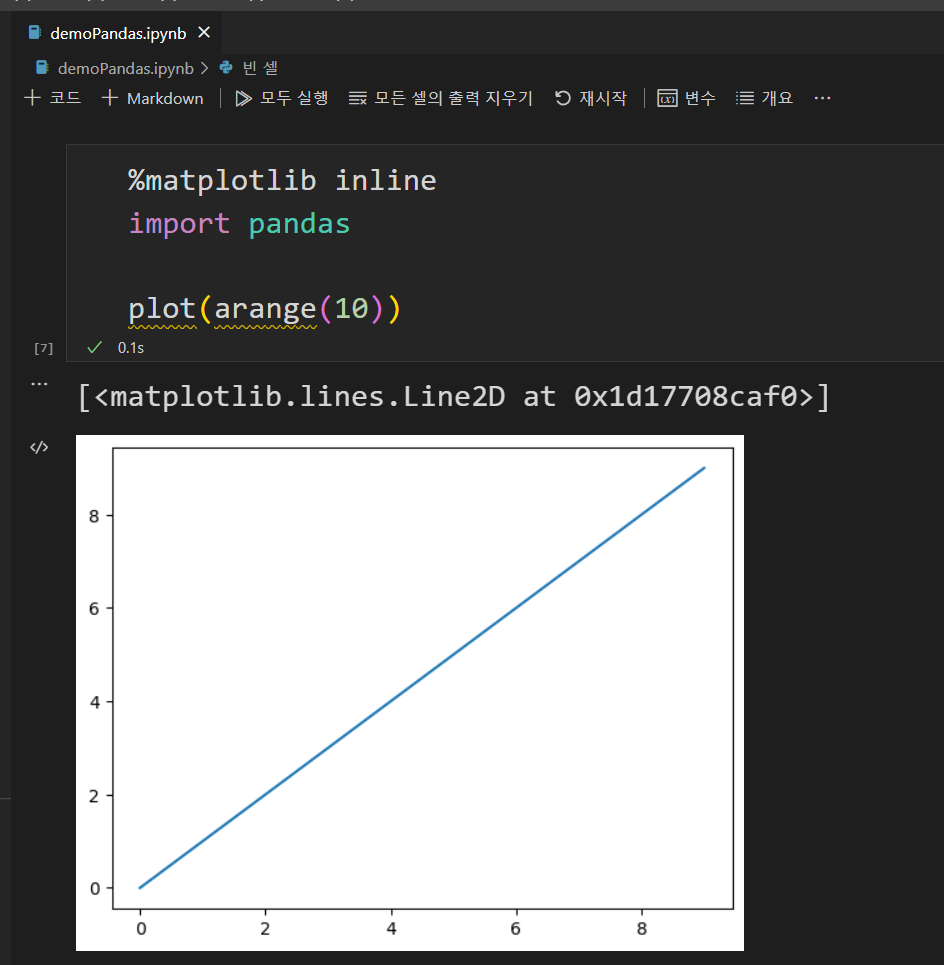 demoPandas.ipynb ×
demoPandas.ipynb > 빈 셀
+ 코드 + Markdown 모두 실행 모든 셀의 출력 지우기 재시작 변수 개요 ...
%matplotlib inline
import pandas
plot(arange(10))
[7] ✓ 0.1s
...
[<matplotlib.lines.Line2D at 0x1d17708caf0>]
</>
8
6
4
2
0
0 2 4 6 8